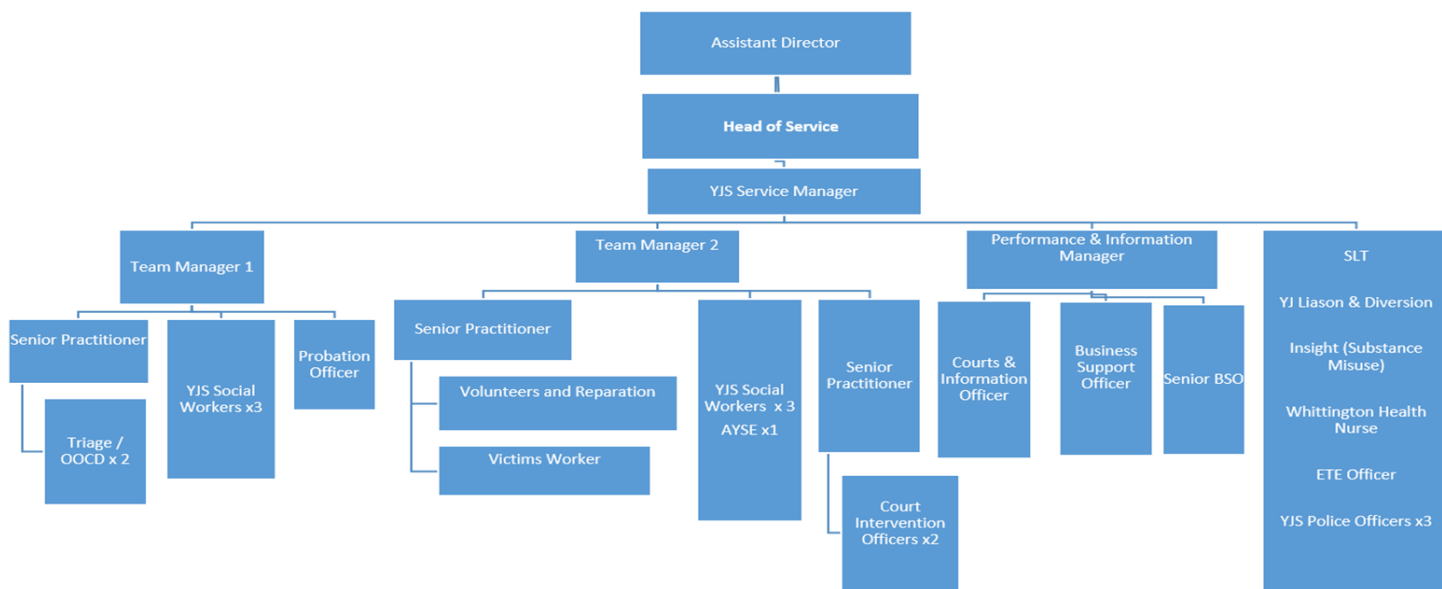 Assistant Director
Head of Service
YJS Service Manager
Team Manager 1
Team Manager 2
Performance & Information
Manager
SLT
YJ Liason & Diversion
Insight (Substance
Misuse)
Whittington Health
Nurse
ETE Officer
YJS Police Officers x3
Senior Practitioner
YJS Social
Workers x3
Probation
Officer
Triage /
OOCD x 2
Senior Practitioner
Volunteers and Reparation
Victims Worker
YJS Social
Workers x 3
AYSE x1
Senior
Practitioner
Court
Intervention
Officers x2
Courts &
Information
Officer
Business
Support
Officer
Senior BSO